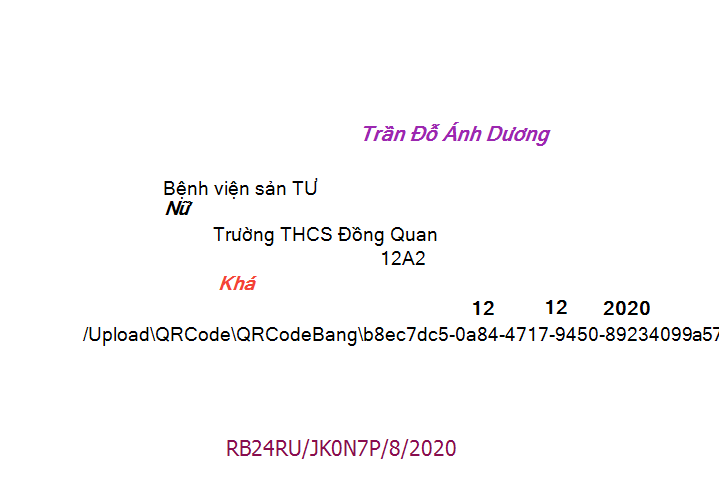 Trần Đỗ Ánh Dương
Bệnh viện sản TƯ
Nữ
Trường THCS Đồng Quan
12A2
Khá
12 12 2020
/Upload\QRCode\QRCodeBang\b8ec7dc5-0a84-4717-9450-89234099a57
RB24RU/JK0N7P/8/2020